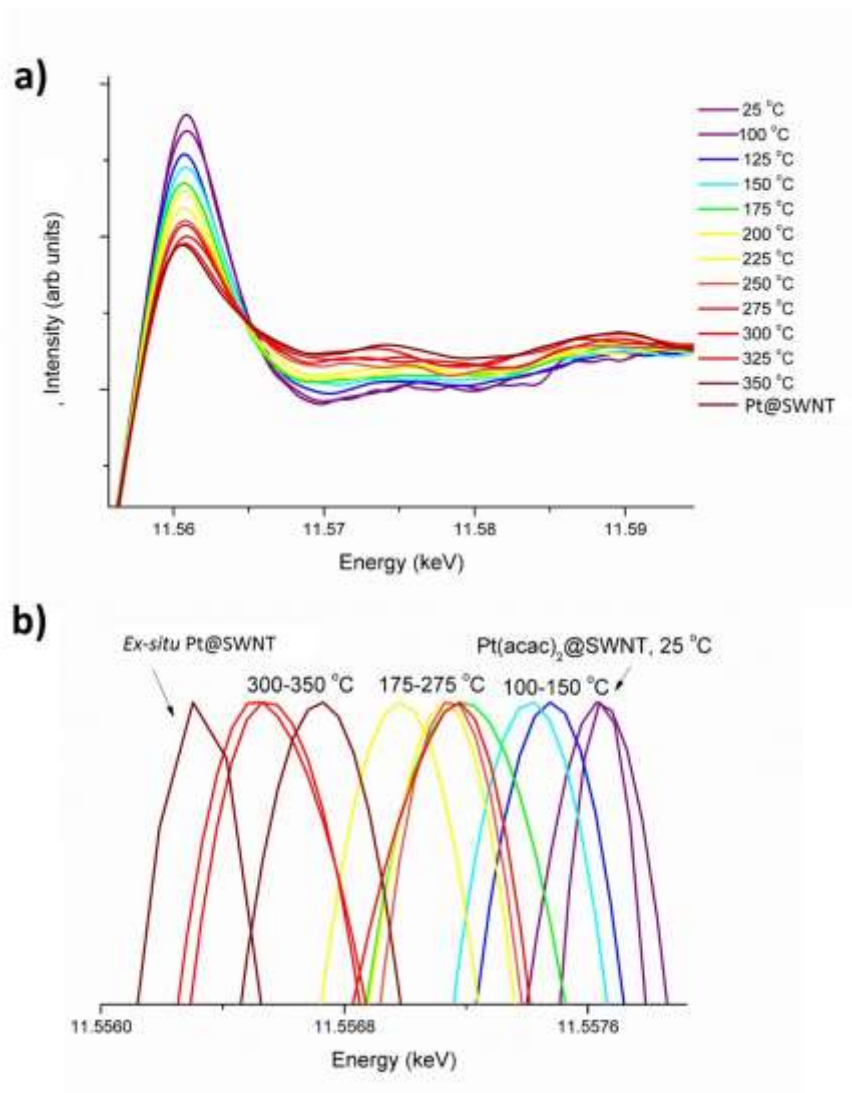 a)
, Intensity (arb units)
25 °C
100 °C
125 °C
150 °C
175 °C
200 °C
225 °C
250 °C
275 °C
300 °C
325 °C
350 °C
Pt@SWNT
11.56 11.57 11.58 11.59
Energy (keV)
b)
Ex-situ Pt@SWNT
Pt(acac)₂@SWNT, 25 °C
300-350 °C 175-275 °C 100-150 °C
11.5560 11.5568 11.5576
Energy (keV)